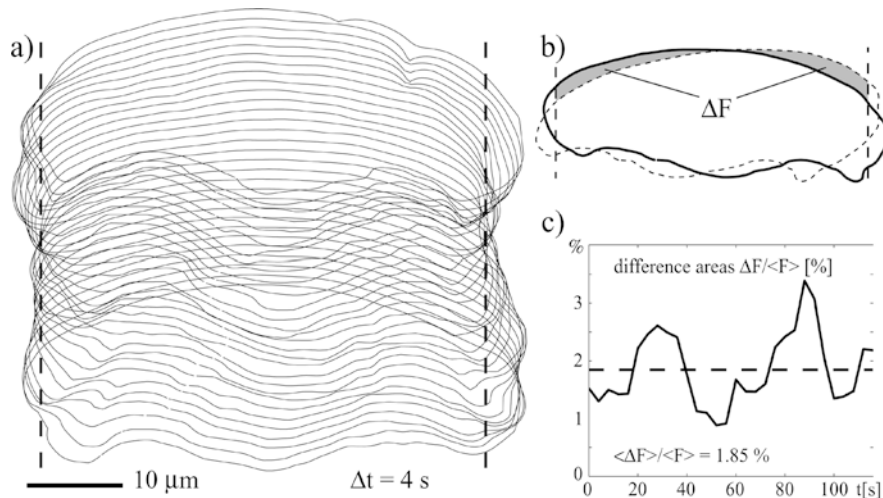 a)
10 μm
Δt = 4 s
b)
ΔF
c)
%
difference areas ΔF/<F> [%]
3
2
1
0
<ΔF>/<F> = 1.85 %
0 20 40 60 80 100 t[s]